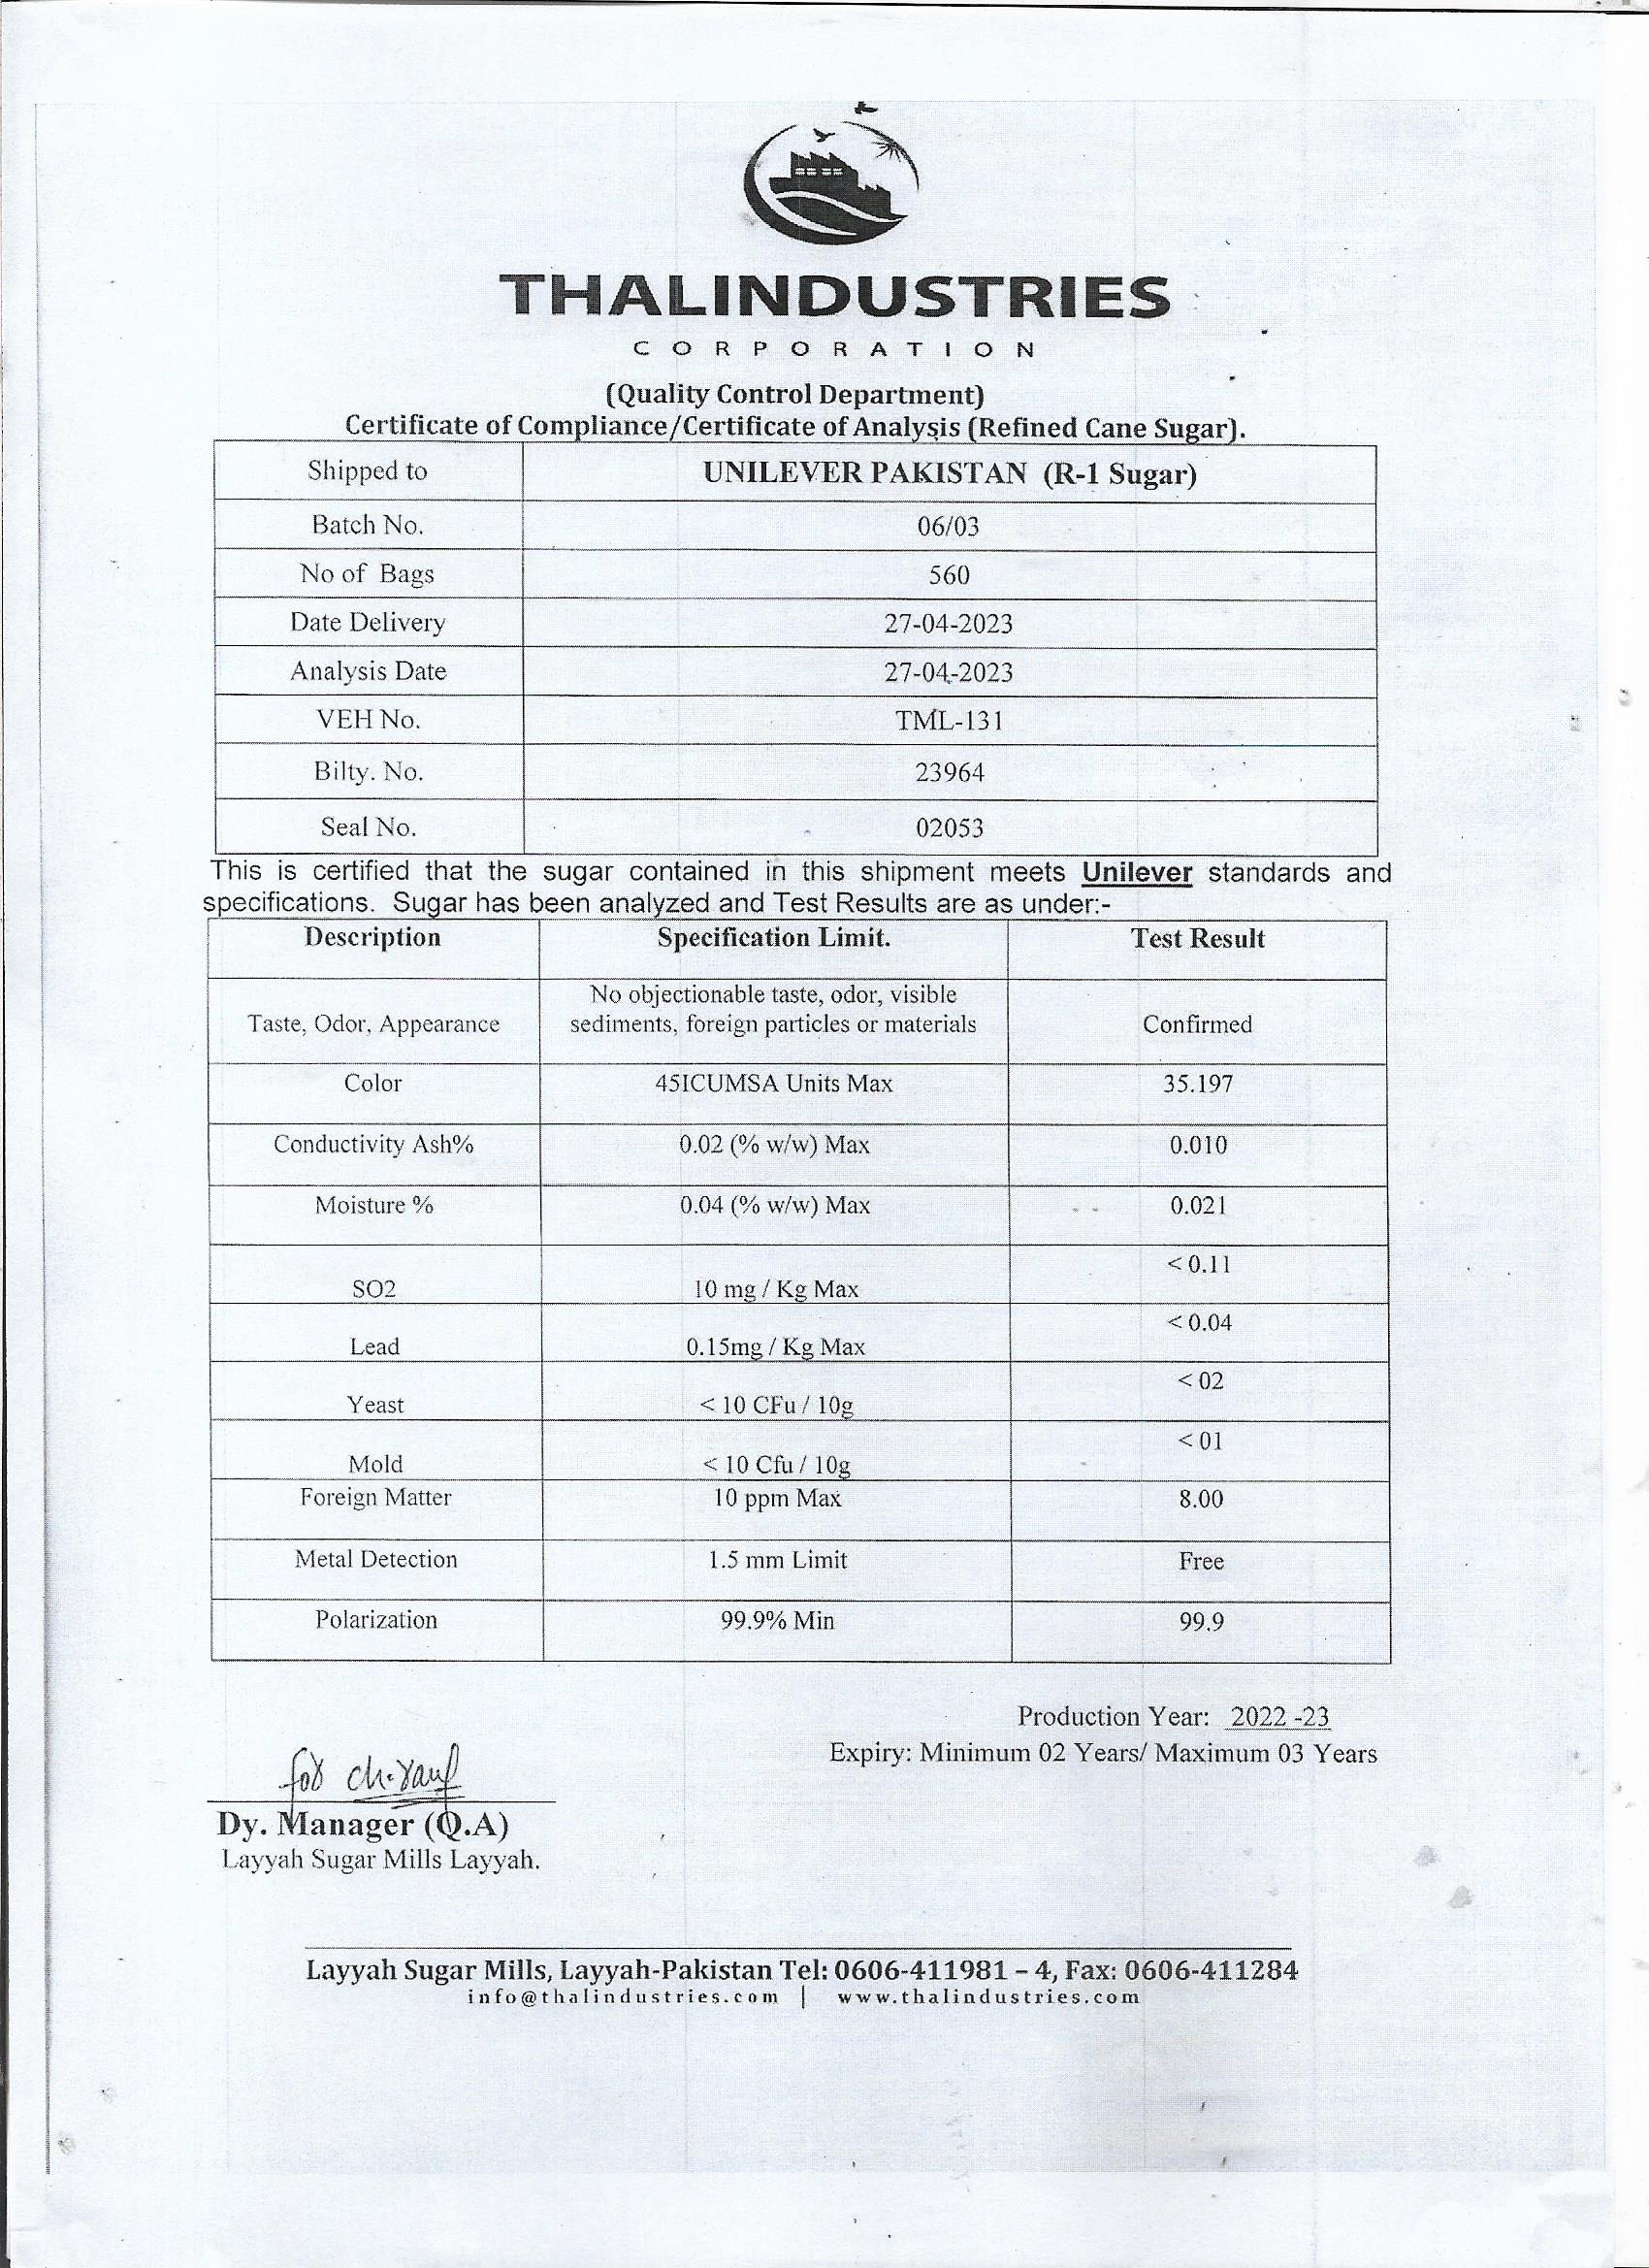 THALINDUSTRIES
CORPORATION
(Quality Control Department)
Certificate of Compliance/Certificate of Analysis (Refined Cane Sugar).
Shipped to UNILEVER PAKISTAN (R-1 Sugar)
Batch No. 06/03
No of Bags 560
Date Delivery 27-04-2023
Analysis Date 27-04-2023
VEH No. TML-131
Bilty. No. 23964
Seal No. 02053
This is certified that the sugar contained in this shipment meets Unilever standards and
specifications. Sugar has been analyzed and Test Results are as under:-
Description Specification Limit. Test Result
No objectionable taste, odor, visible
Taste, Odor, Appearance sediments, foreign particles or materials Confirmed
Color 45ICUMSA Units Max 35.197
Conductivity Ash% 0.02 (% w/w) Max 0.010
Moisture % 0.04 (% w/w) Max 0.021
SO2 10 mg / Kg Max < 0.11
Lead 0.15mg / Kg Max < 0.04
Yeast < 10 CFu / 10g < 02
Mold < 10 Cfu / 10g < 01
Foreign Matter 10 ppm Max 8.00
Metal Detection 1.5 mm Limit Free
Polarization 99.9% Min 99.9
Production Year: 2022 -23
Expiry: Minimum 02 Years/ Maximum 03 Years
for ch.rauf
Dy. Manager (Q.A)
Layyah Sugar Mills Layyah.
Layyah Sugar Mills, Layyah-Pakistan Tel: 0606-411981 – 4, Fax: 0606-411284
info@thalindustries.com | www.thalindustries.com